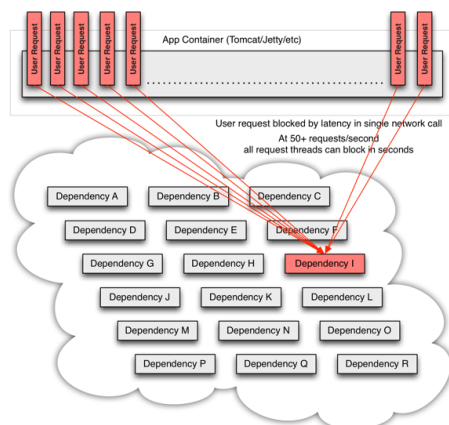 User Request
User Request
User Request
User Request
User Request
User Request
User Request
App Container (Tomcat/Jetty/etc)
User request blocked by latency in single network call
At 50+ requests/second
all request threads can block in seconds
Dependency A
Dependency B
Dependency C
Dependency D
Dependency E
Dependency F
Dependency G
Dependency H
Dependency I
Dependency J
Dependency K
Dependency L
Dependency M
Dependency N
Dependency O
Dependency P
Dependency Q
Dependency R